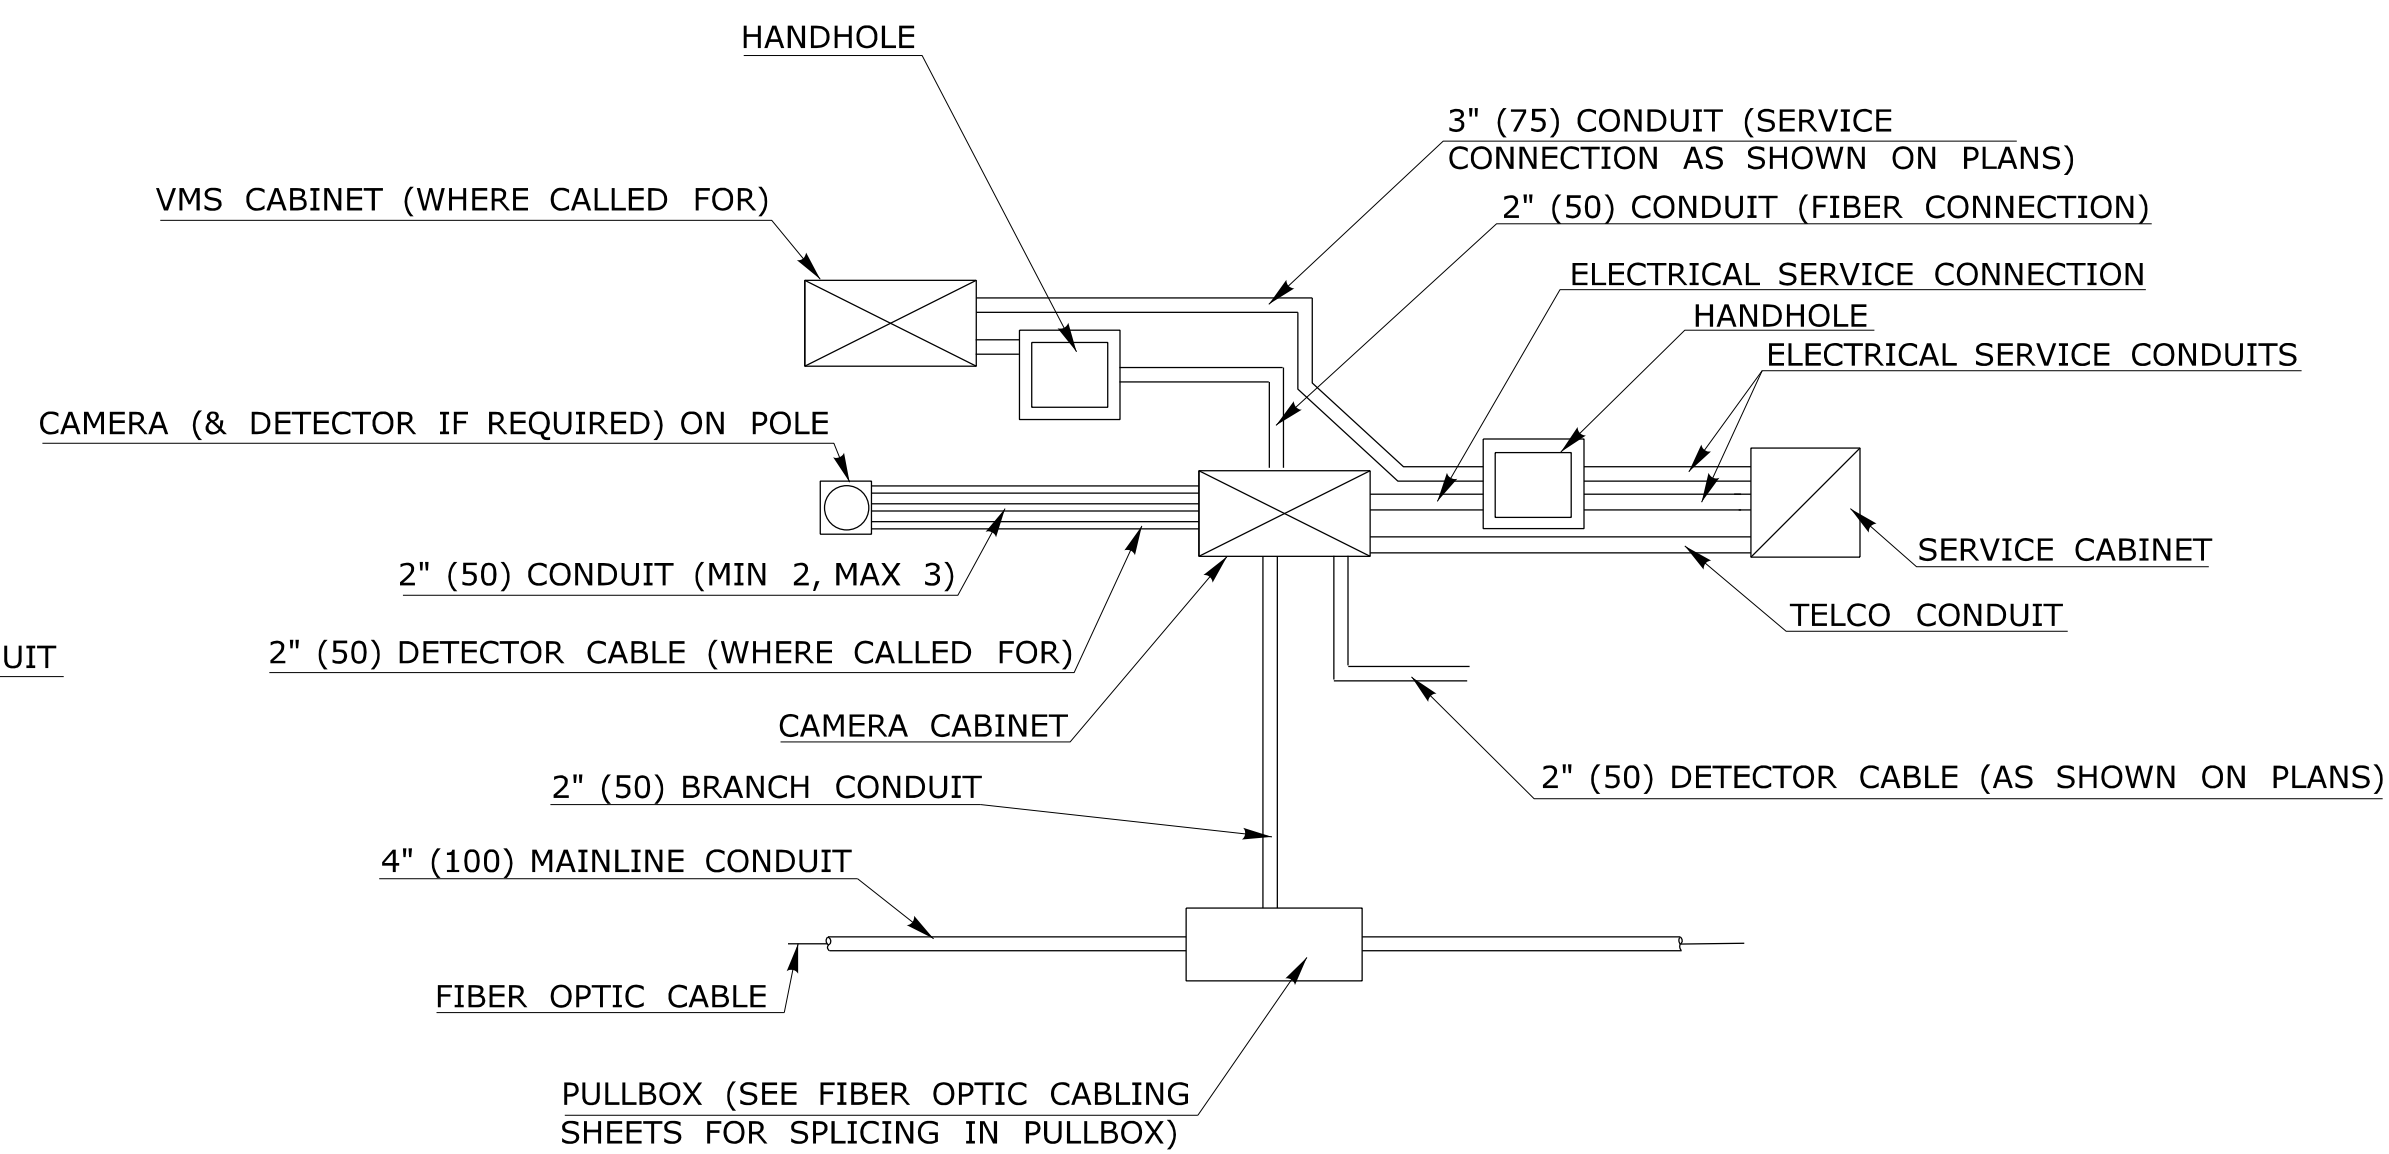 HANDHOLE
3" (75) CONDUIT (SERVICE
CONNECTION AS SHOWN ON PLANS)
VMS CABINET (WHERE CALLED FOR)
2" (50) CONDUIT (FIBER CONNECTION)
ELECTRICAL SERVICE CONNECTION
HANDHOLE
ELECTRICAL SERVICE CONDUITS
CAMERA (& DETECTOR IF REQUIRED) ON POLE
SERVICE CABINET
2" (50) CONDUIT (MIN 2, MAX 3)
TELCO CONDUIT
UIT
2" (50) DETECTOR CABLE (WHERE CALLED FOR)
CAMERA CABINET
2" (50) DETECTOR CABLE (AS SHOWN ON PLANS)
2" (50) BRANCH CONDUIT
4" (100) MAINLINE CONDUIT
FIBER OPTIC CABLE
PULLBOX (SEE FIBER OPTIC CABLING
SHEETS FOR SPLICING IN PULLBOX)